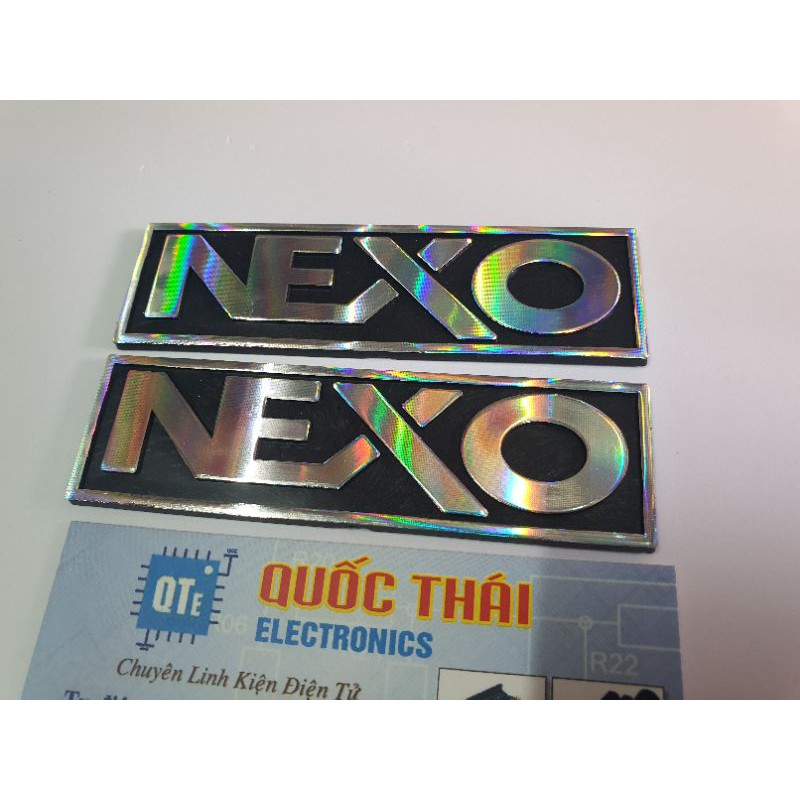 NEXO
NEXO
QTE
QUỐC THÁI
ELECTRONICS
R22
Chuyên Linh Kiện Điện Tử